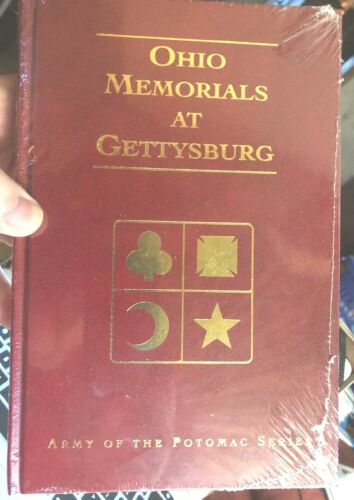 OHIO
MEMORIALS
AT
GETTYSBURG
ARMY OF THE POTOMAC SERIES